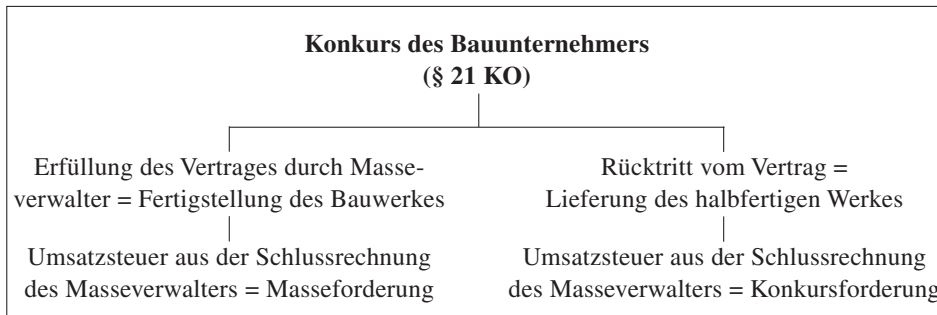 Konkurs des Bauunternehmers
(§ 21 KO)
Erfüllung des Vertrages durch Masse-
verwalter = Fertigstellung des Bauwerkes
Umsatzsteuer aus der Schlussrechnung
des Masseverwalters = Masseforderung
Rücktritt vom Vertrag =
Lieferung des halbfertigen Werkes
Umsatzsteuer aus der Schlussrechnung
des Masseverwalters = Konkursforderung